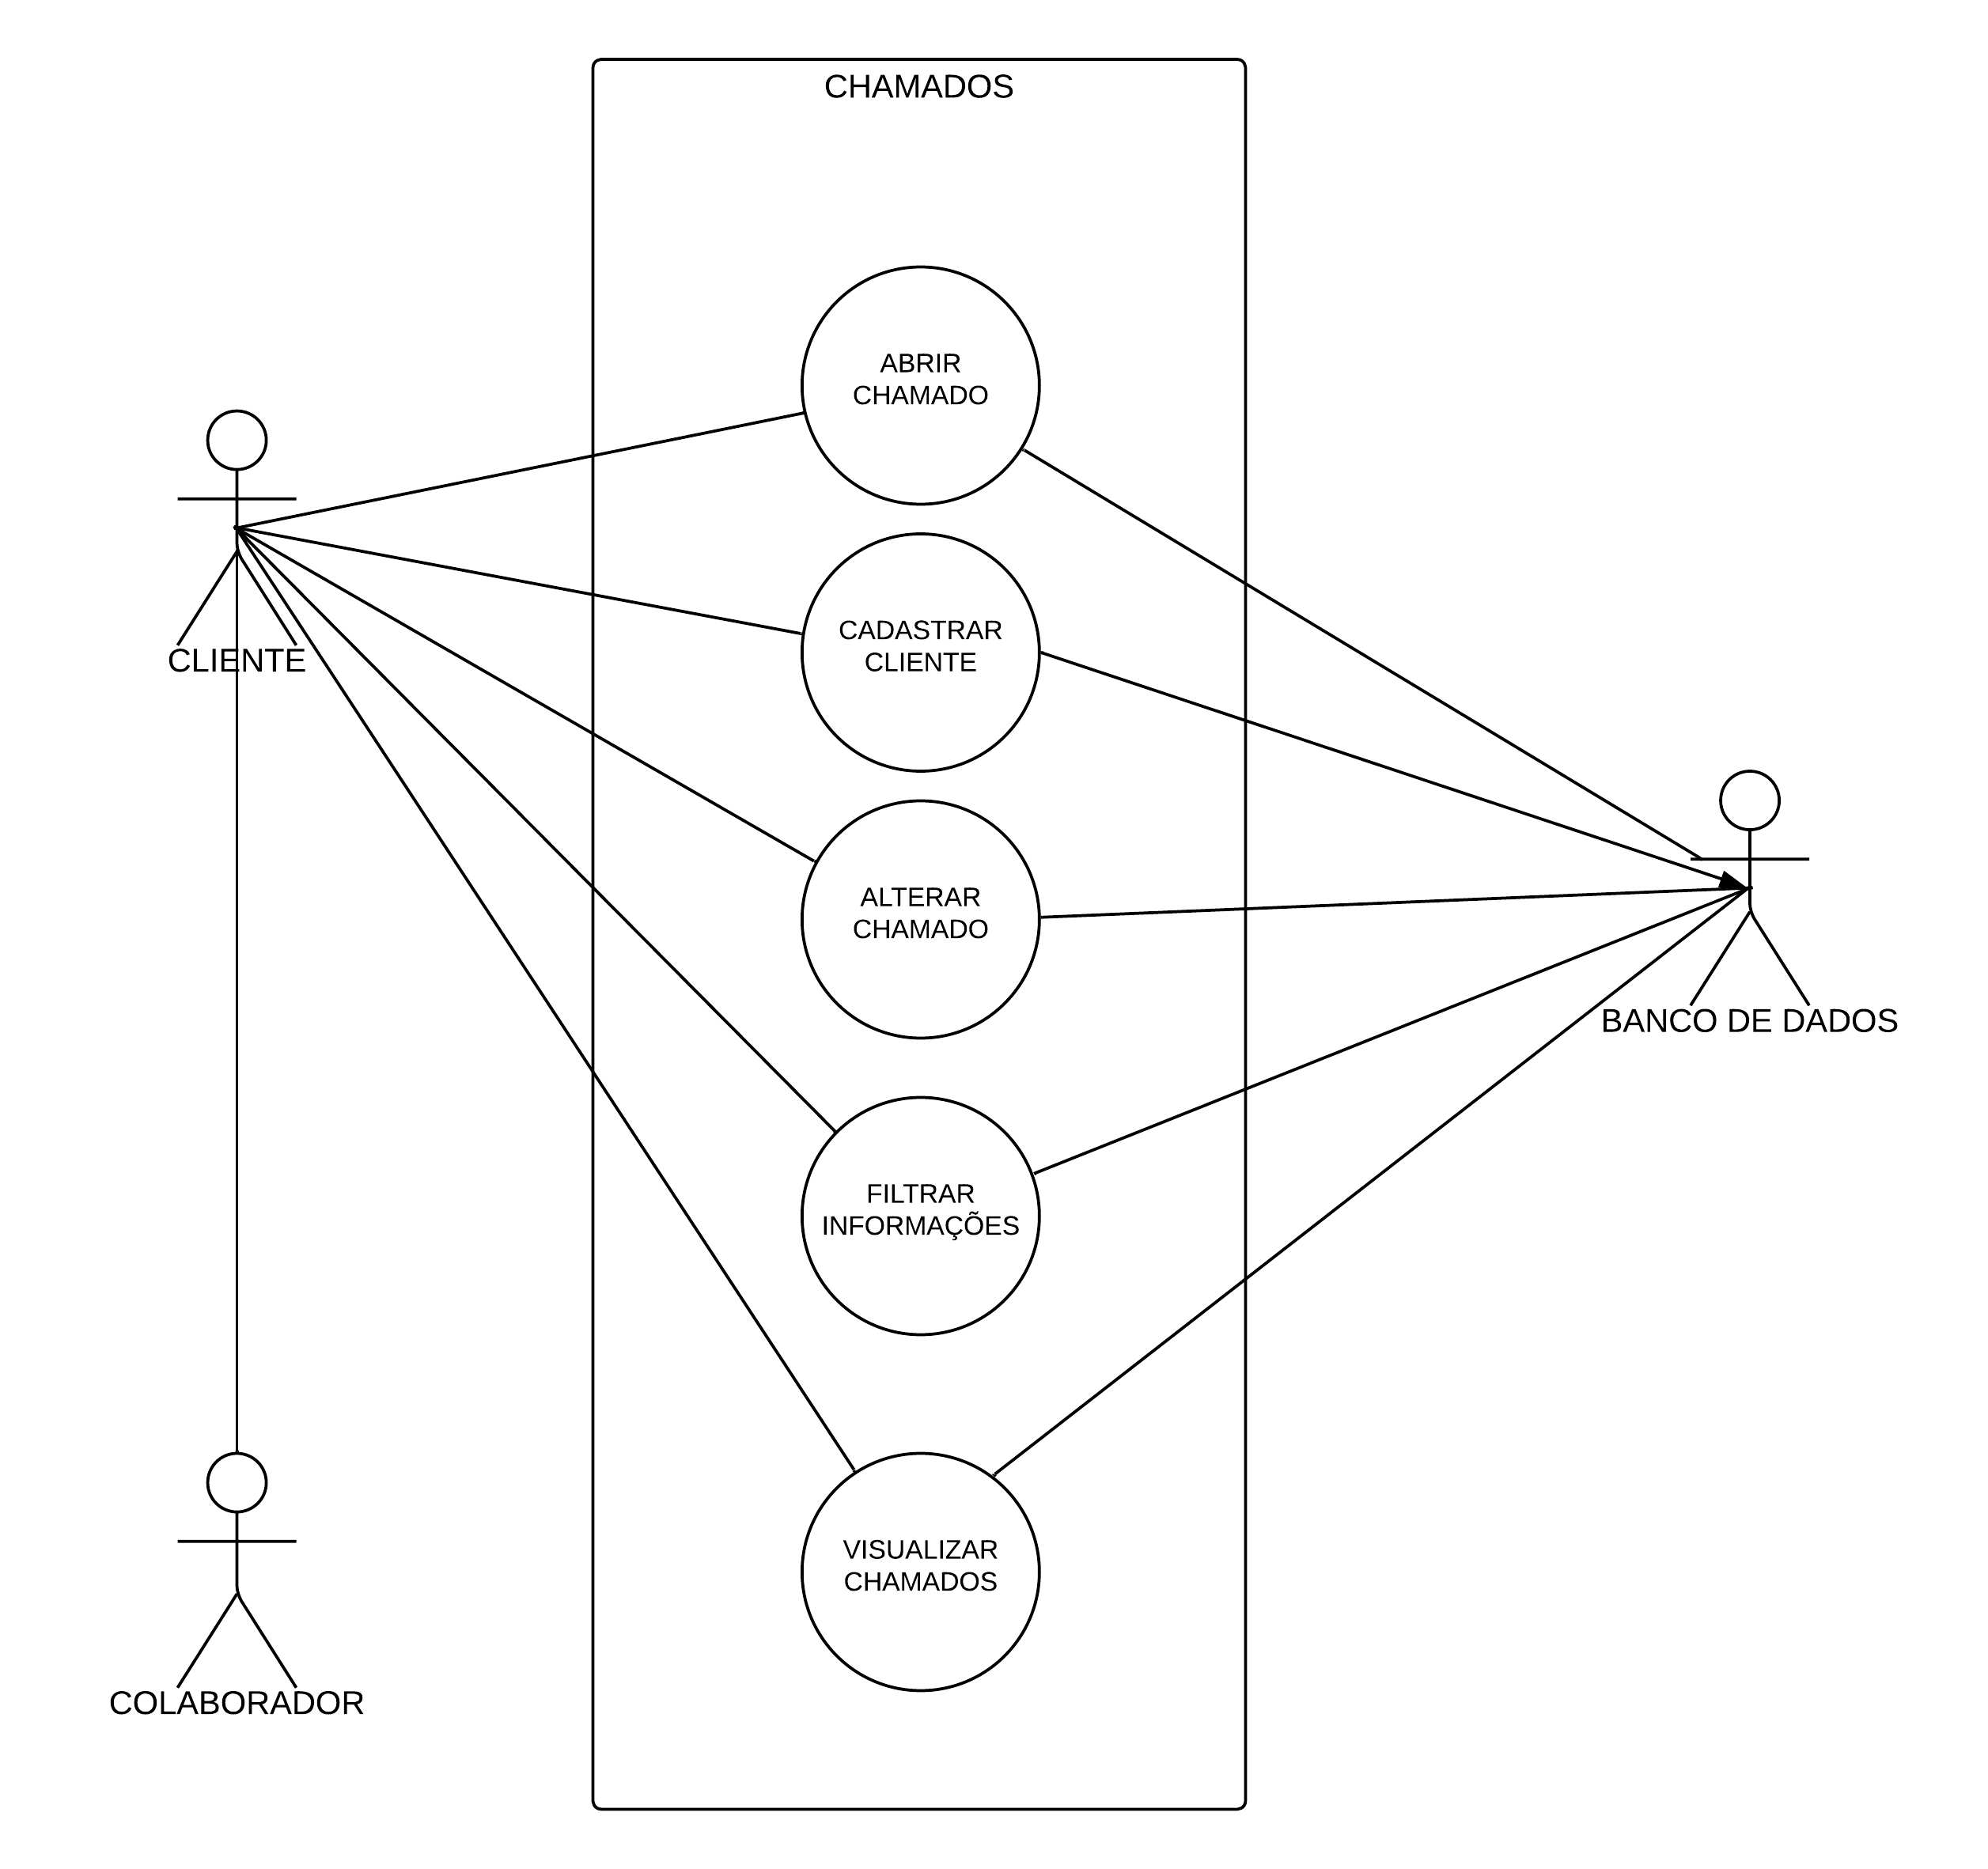 CHAMADOS
ABRIR
CHAMADO
CLIENTE
CADASTRAR
CLIENTE
ALTERAR
CHAMADO
BANCO DE DADOS
FILTRAR
INFORMAÇÕES
VISUALIZAR
CHAMADOS
COLABORADOR